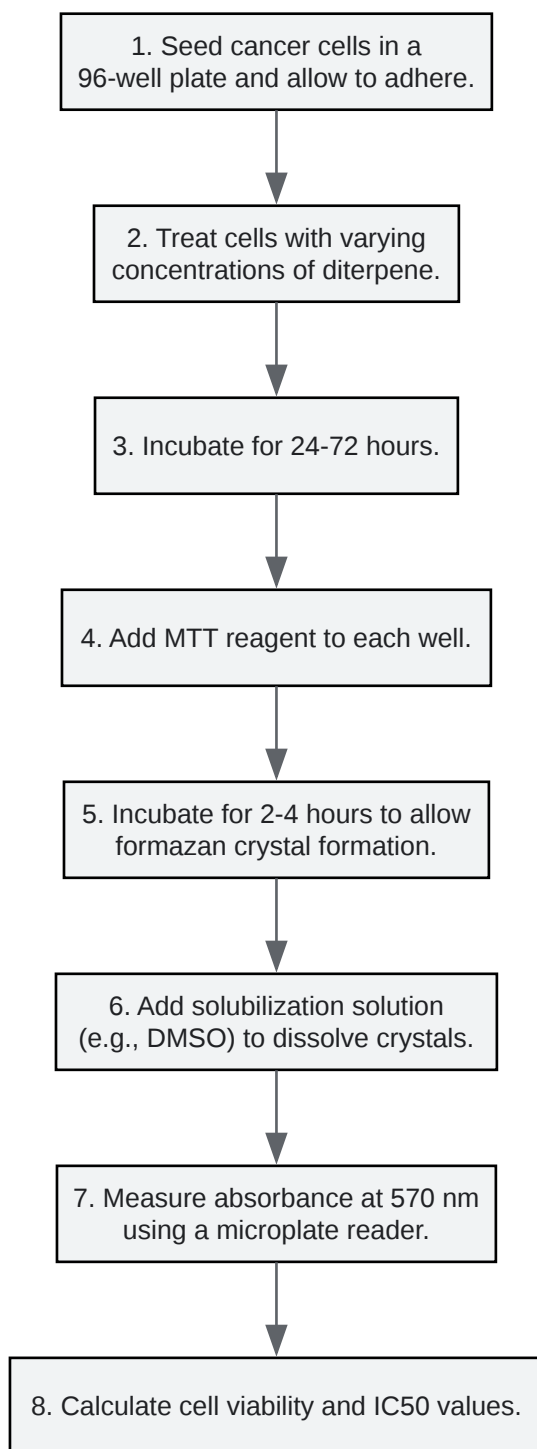 1. Seed cancer cells in a
96-well plate and allow to adhere.
2. Treat cells with varying
concentrations of diterpene.
3. Incubate for 24-72 hours.
4. Add MTT reagent to each well.
5. Incubate for 2-4 hours to allow
formazan crystal formation.
6. Add solubilization solution
(e.g., DMSO) to dissolve crystals.
7. Measure absorbance at 570 nm
using a microplate reader.
8. Calculate cell viability and IC50 values.